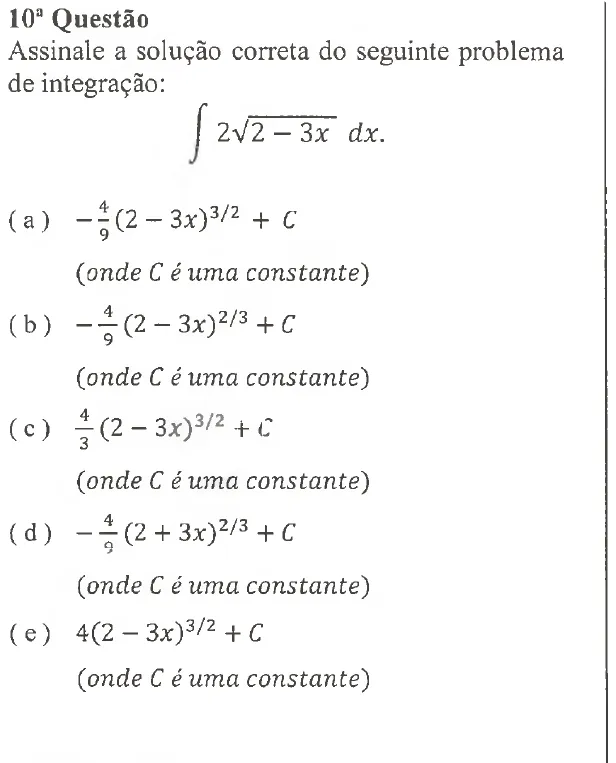 10ª Questão
Assinale a solução correta do seguinte problema
de integração:
∫ 2√(2 − 3x) dx.
( a ) −4/9 (2 − 3x)^{3/2} + C
(onde C é uma constante)
( b ) −4/9 (2 − 3x)^{2/3} + C
(onde C é uma constante)
( c ) 4/3 (2 − 3x)^{3/2} + C
(onde C é uma constante)
( d ) −4/9 (2 + 3x)^{2/3} + C
(onde C é uma constante)
( e ) 4(2 − 3x)^{3/2} + C
(onde C é uma constante)